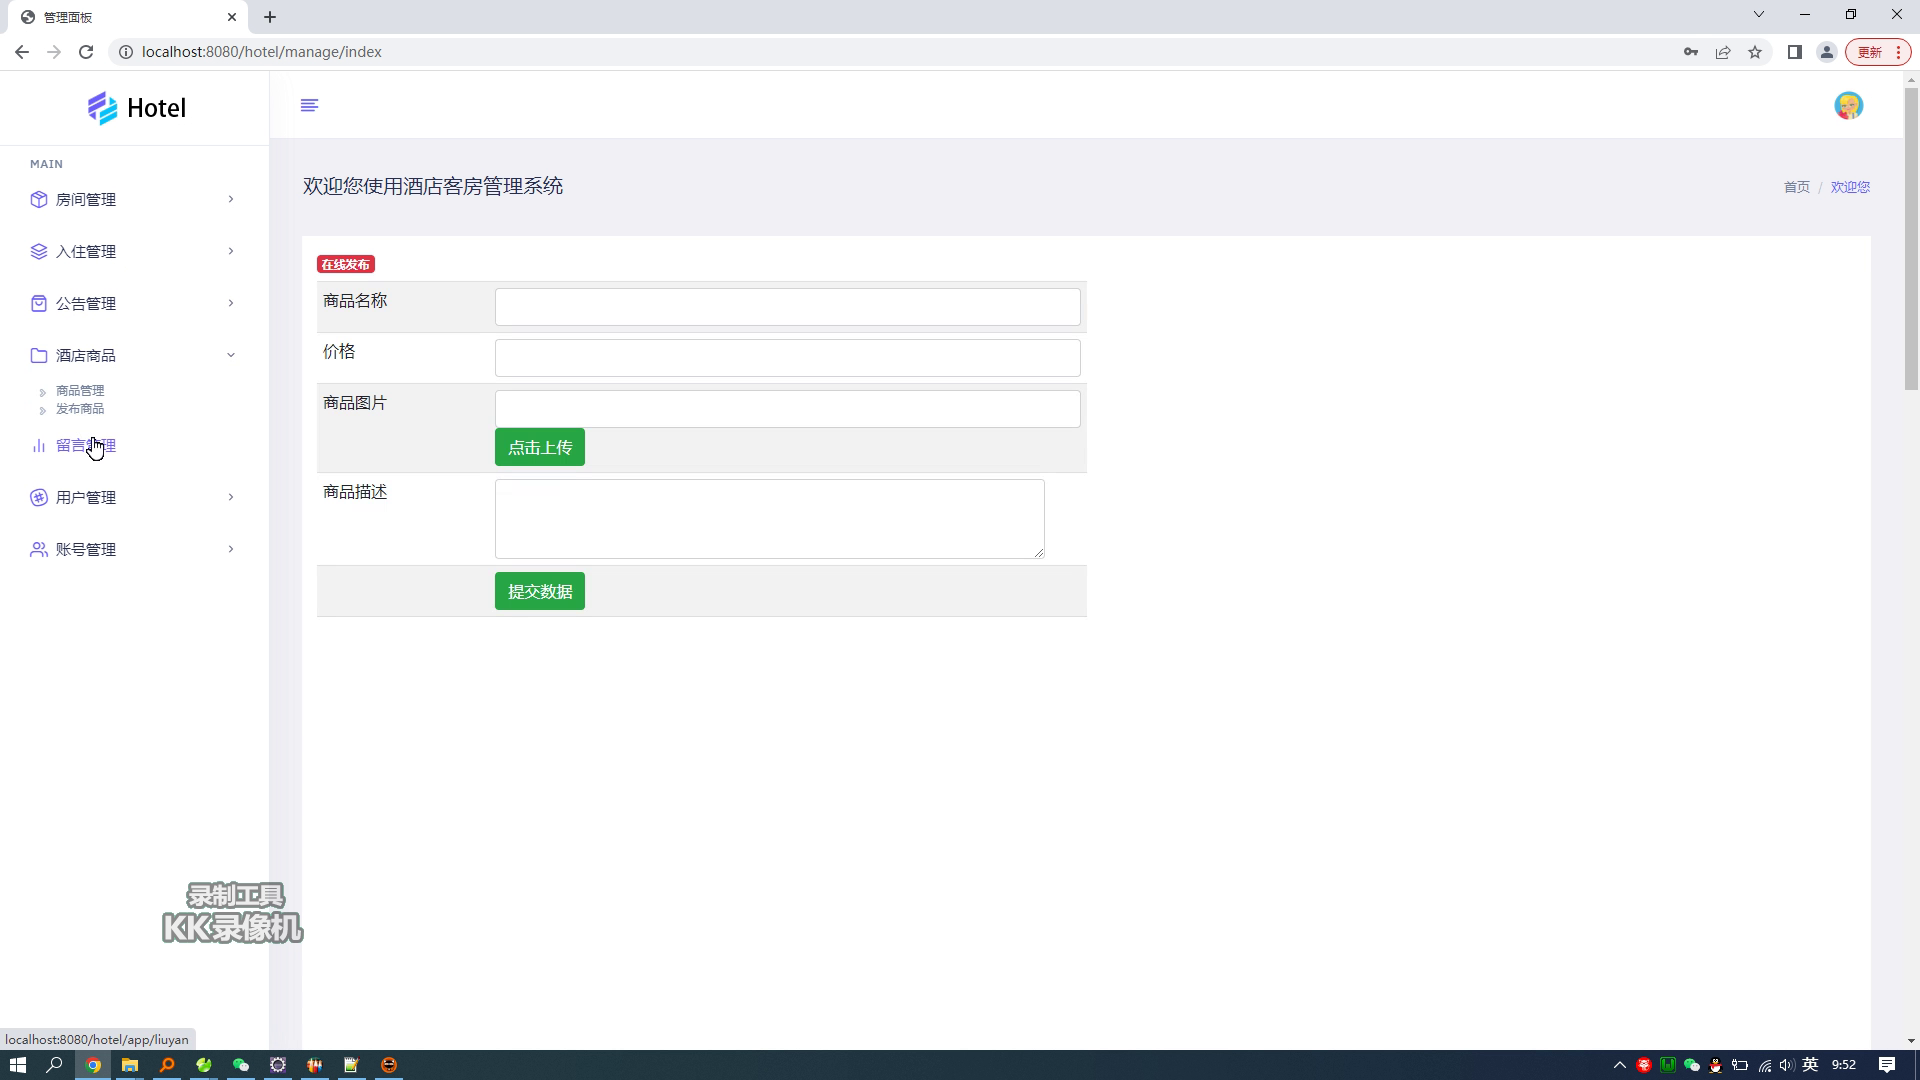 管理面板
localhost:8080/hotel/manage/index
更新
Hotel
MAIN
房间管理
入住管理
公告管理
酒店商品
商品管理
发布商品
留言管理
用户管理
账号管理
欢迎您使用酒店客房管理系统
首页 / 欢迎您
在线发布
商品名称
价格
商品图片
点击上传
商品描述
提交数据
录制工具
KK录像机
localhost:8080/hotel/app/liuyan
英
9:52